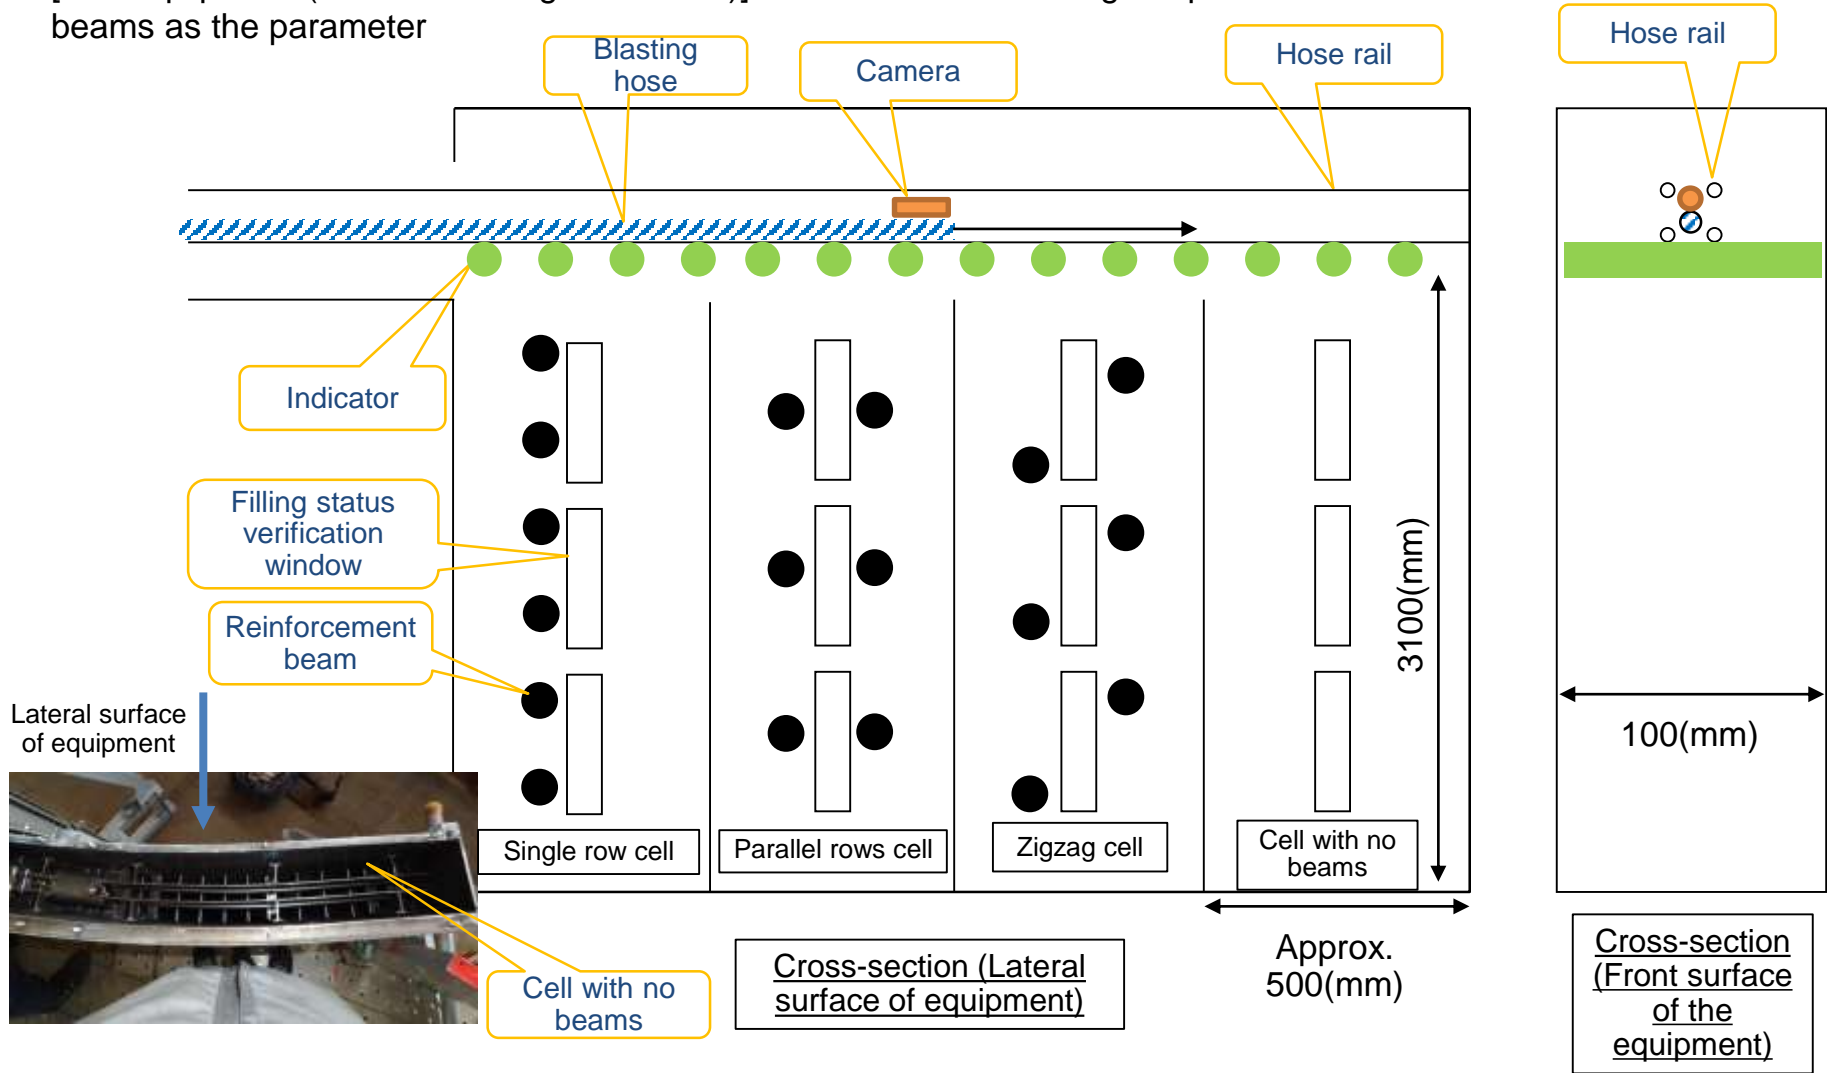 beams as the parameter
Blasting
hose
Camera
Hose rail
Hose rail
Indicator
Filling status
verification
window
Reinforcement
beam
3100(mm)
100(mm)
Lateral surface
of equipment
Single row cell
Parallel rows cell
Zigzag cell
Cell with no
beams
Cell with no
beams
Cross-section (Lateral
surface of equipment)
Approx.
500(mm)
Cross-section
(Front surface
of the
equipment)